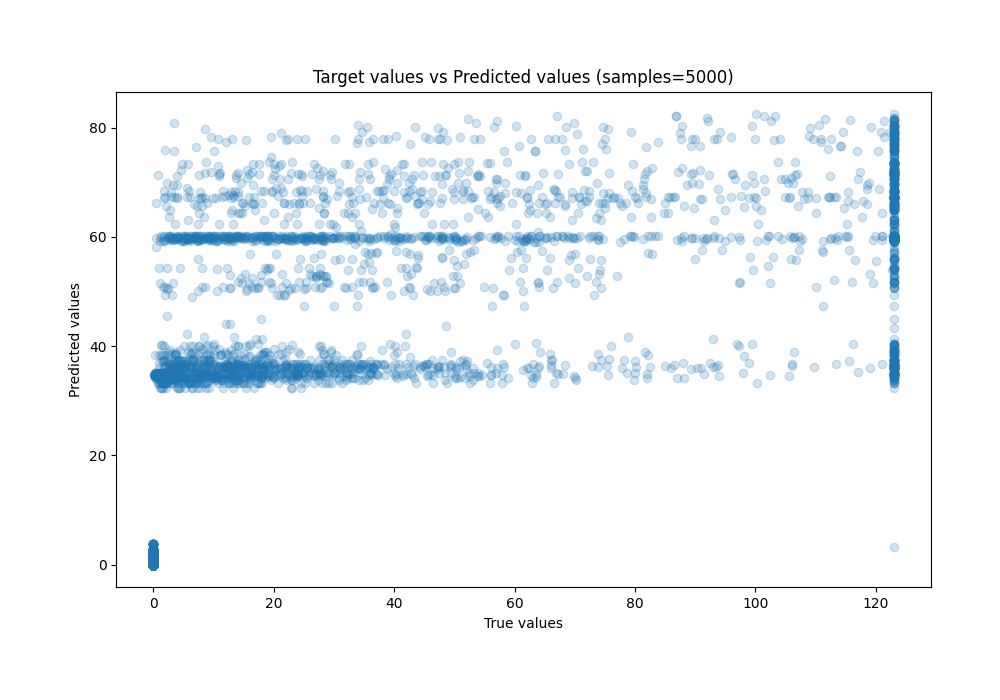 Target values vs Predicted values (samples=5000)
Predicted values
80
60
40
20
0
0 20 40 60 80 100 120
True values